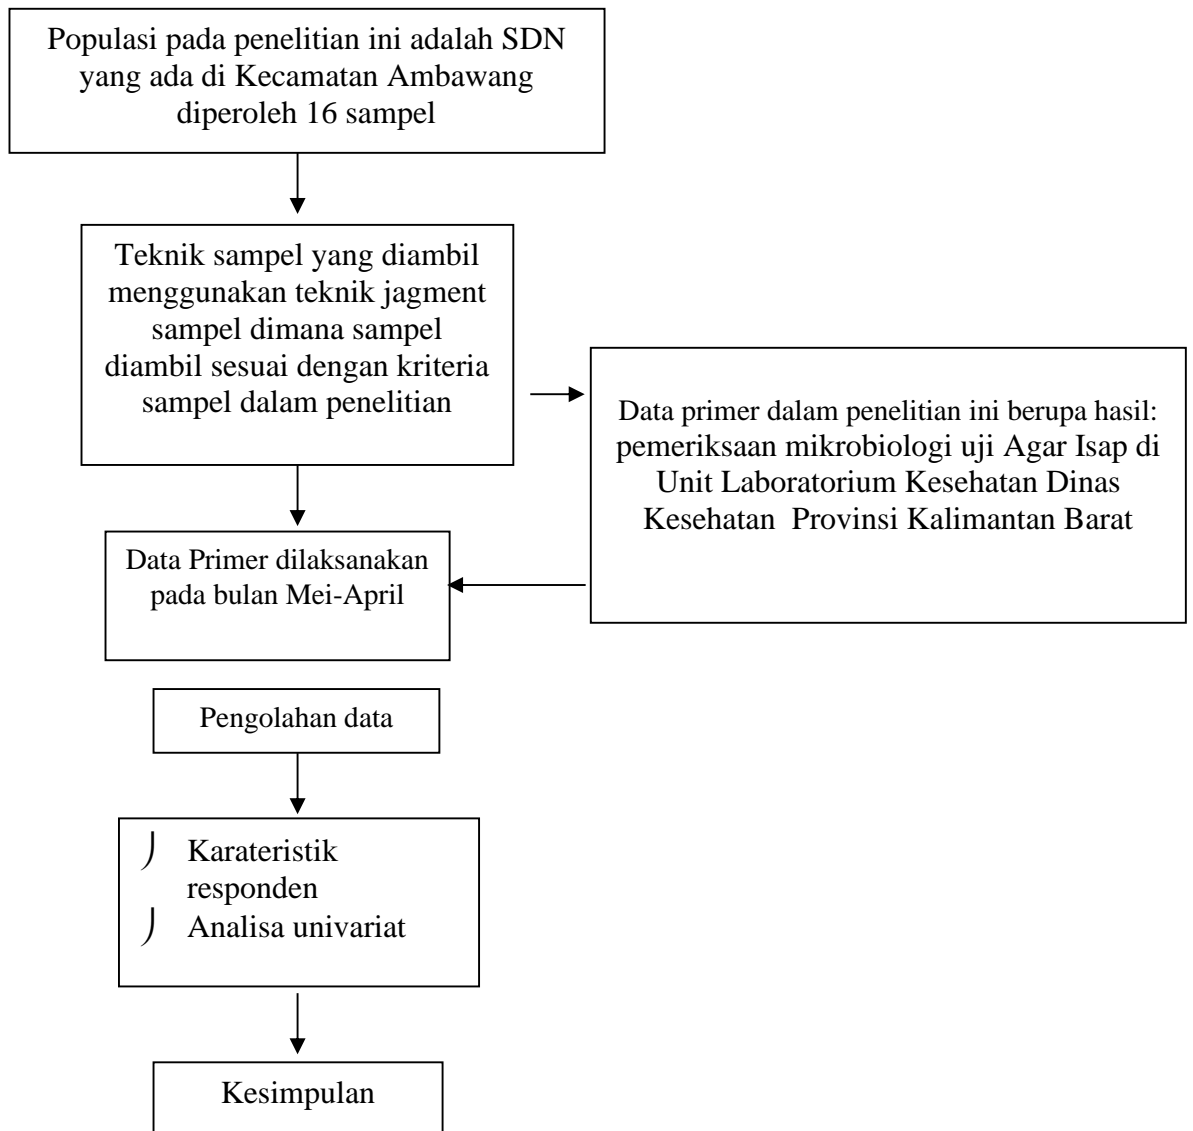 Populasi pada penelitian ini adalah SDN
yang ada di Kecamatan Ambawang
diperoleh 16 sampel
Teknik sampel yang diambil
menggunakan teknik jagment
sampel dimana sampel
diambil sesuai dengan kriteria
sampel dalam penelitian
Data primer dalam penelitian ini berupa hasil:
pemeriksaan mikrobiologi uji Agar Isap di
Unit Laboratorium Kesehatan Dinas
Kesehatan Provinsi Kalimantan Barat
Data Primer dilaksanakan
pada bulan Mei-April
Pengolahan data
Karateristik
responden
Analisa univariat
Kesimpulan